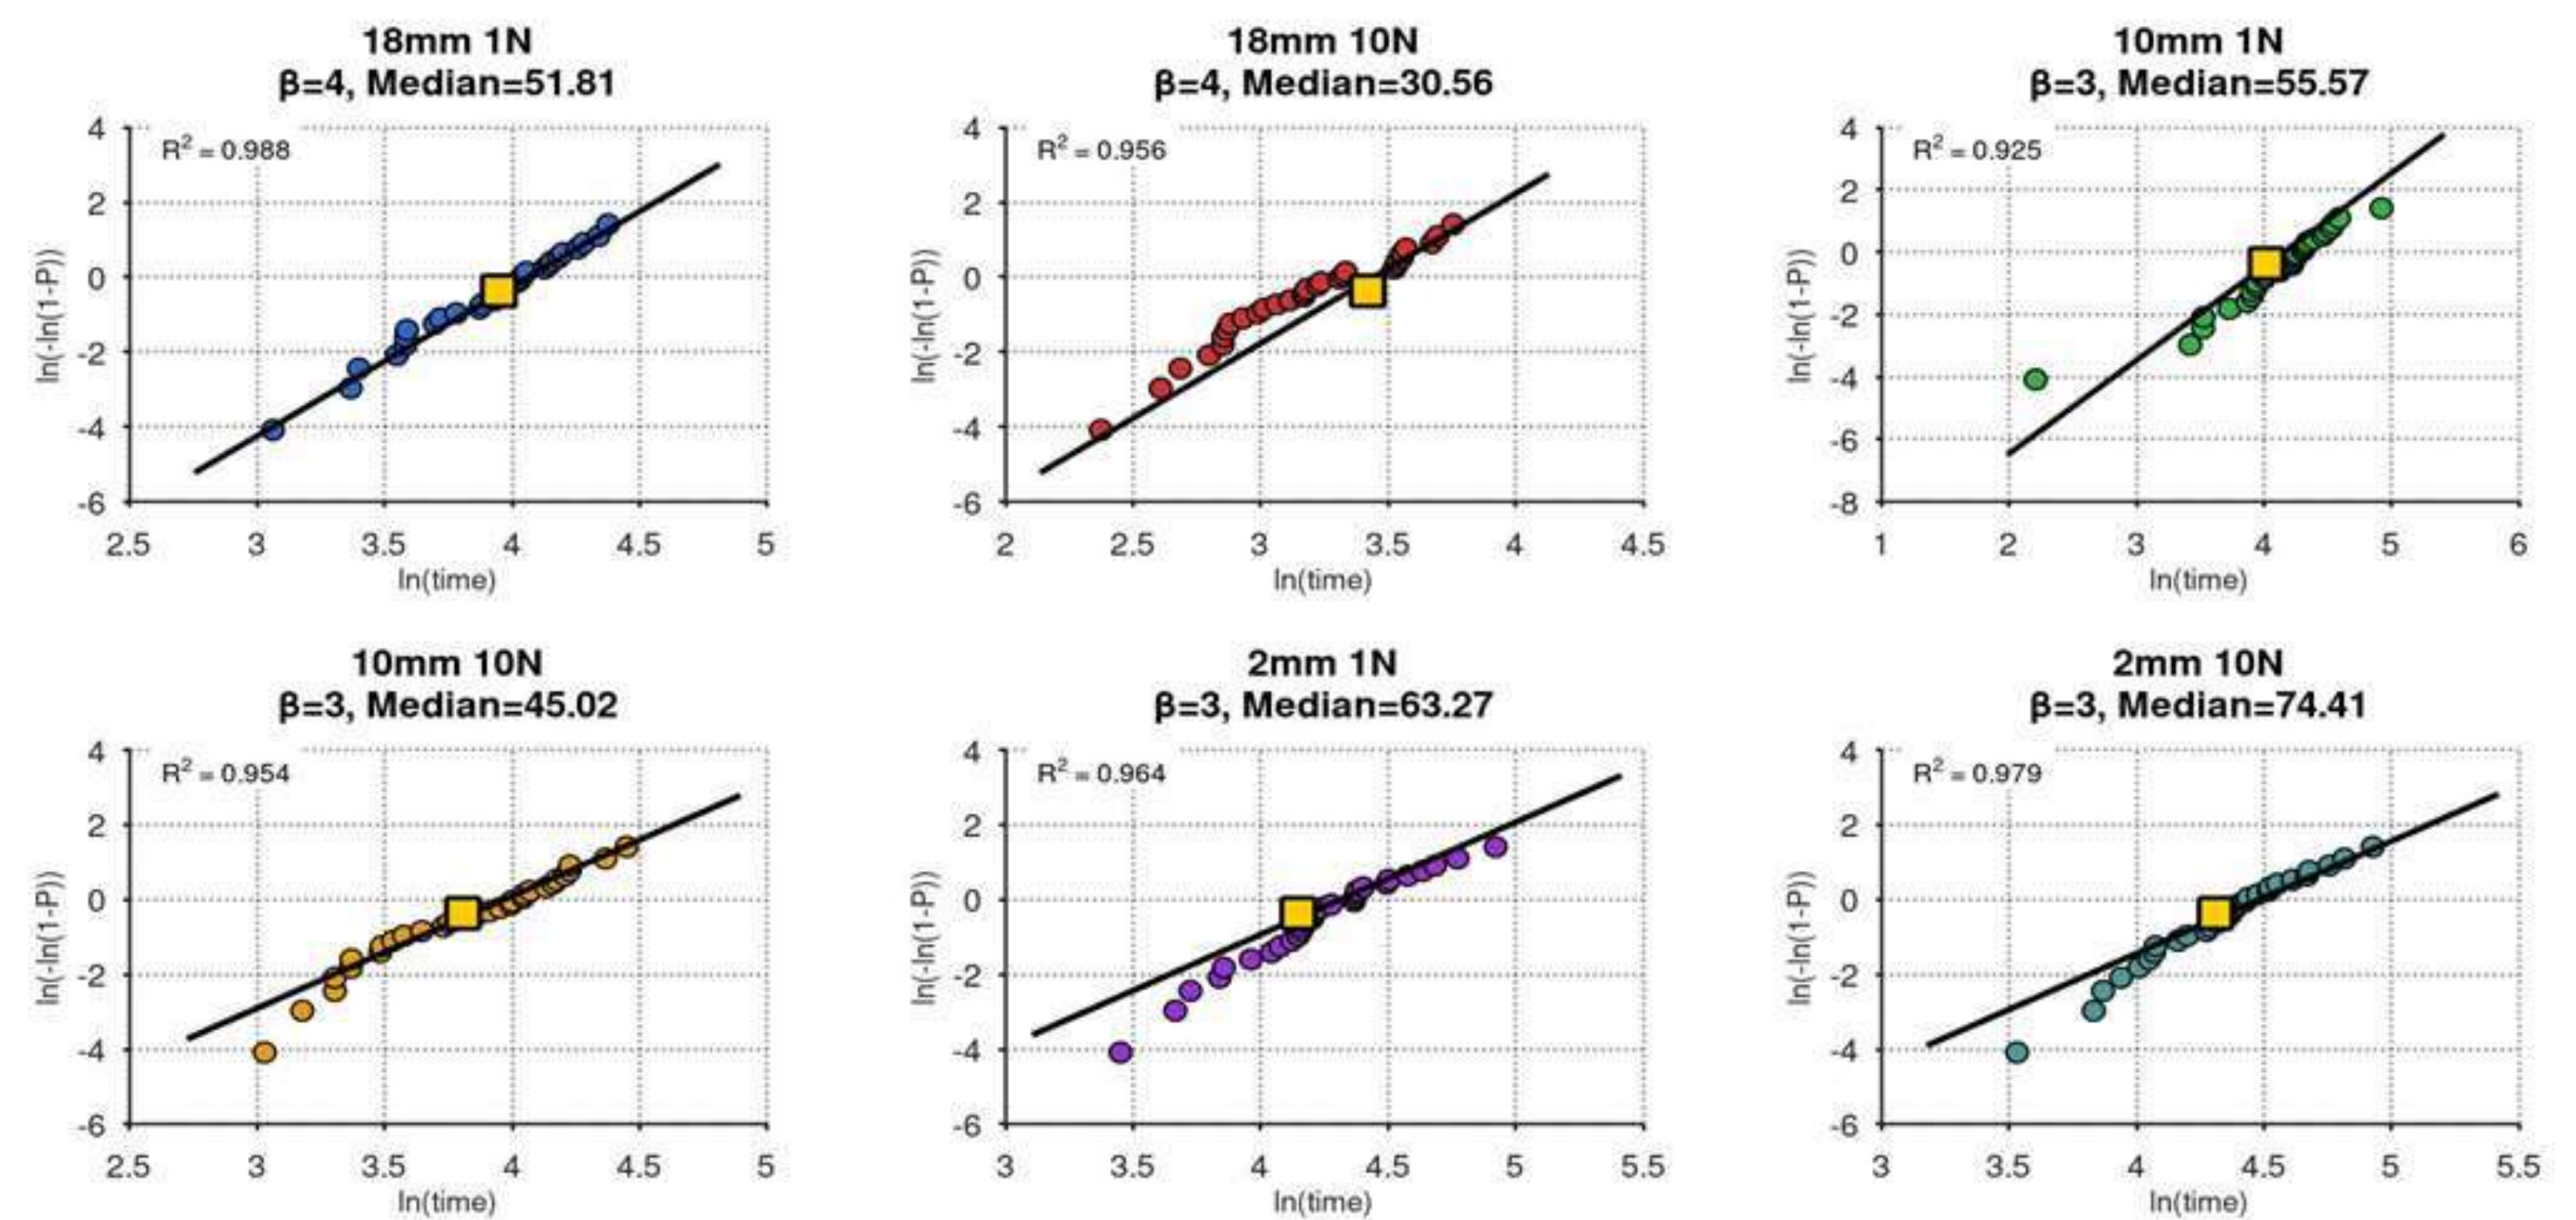 18mm 1N
β=4, Median=51.81
R² = 0.988
4
2
0
-2
-4
-6
ln(-ln(1-P))
2.5 3 3.5 4 4.5 5
ln(time)
18mm 10N
β=4, Median=30.56
R² = 0.956
4
2
0
-2
-4
-6
ln(-ln(1-P))
2 2.5 3 3.5 4 4.5
ln(time)
10mm 1N
β=3, Median=55.57
R² = 0.925
4
2
0
-2
-4
-6
-8
ln(-ln(1-P))
1 2 3 4 5 6
ln(time)
10mm 10N
β=3, Median=45.02
R² = 0.954
4
2
0
-2
-4
-6
ln(-ln(1-P))
2.5 3 3.5 4 4.5 5
ln(time)
2mm 1N
β=3, Median=63.27
R² = 0.964
4
2
0
-2
-4
-6
ln(-ln(1-P))
3 3.5 4 4.5 5 5.5
ln(time)
2mm 10N
β=3, Median=74.41
R² = 0.979
4
2
0
-2
-4
-6
ln(-ln(1-P))
3 3.5 4 4.5 5 5.5
ln(time)